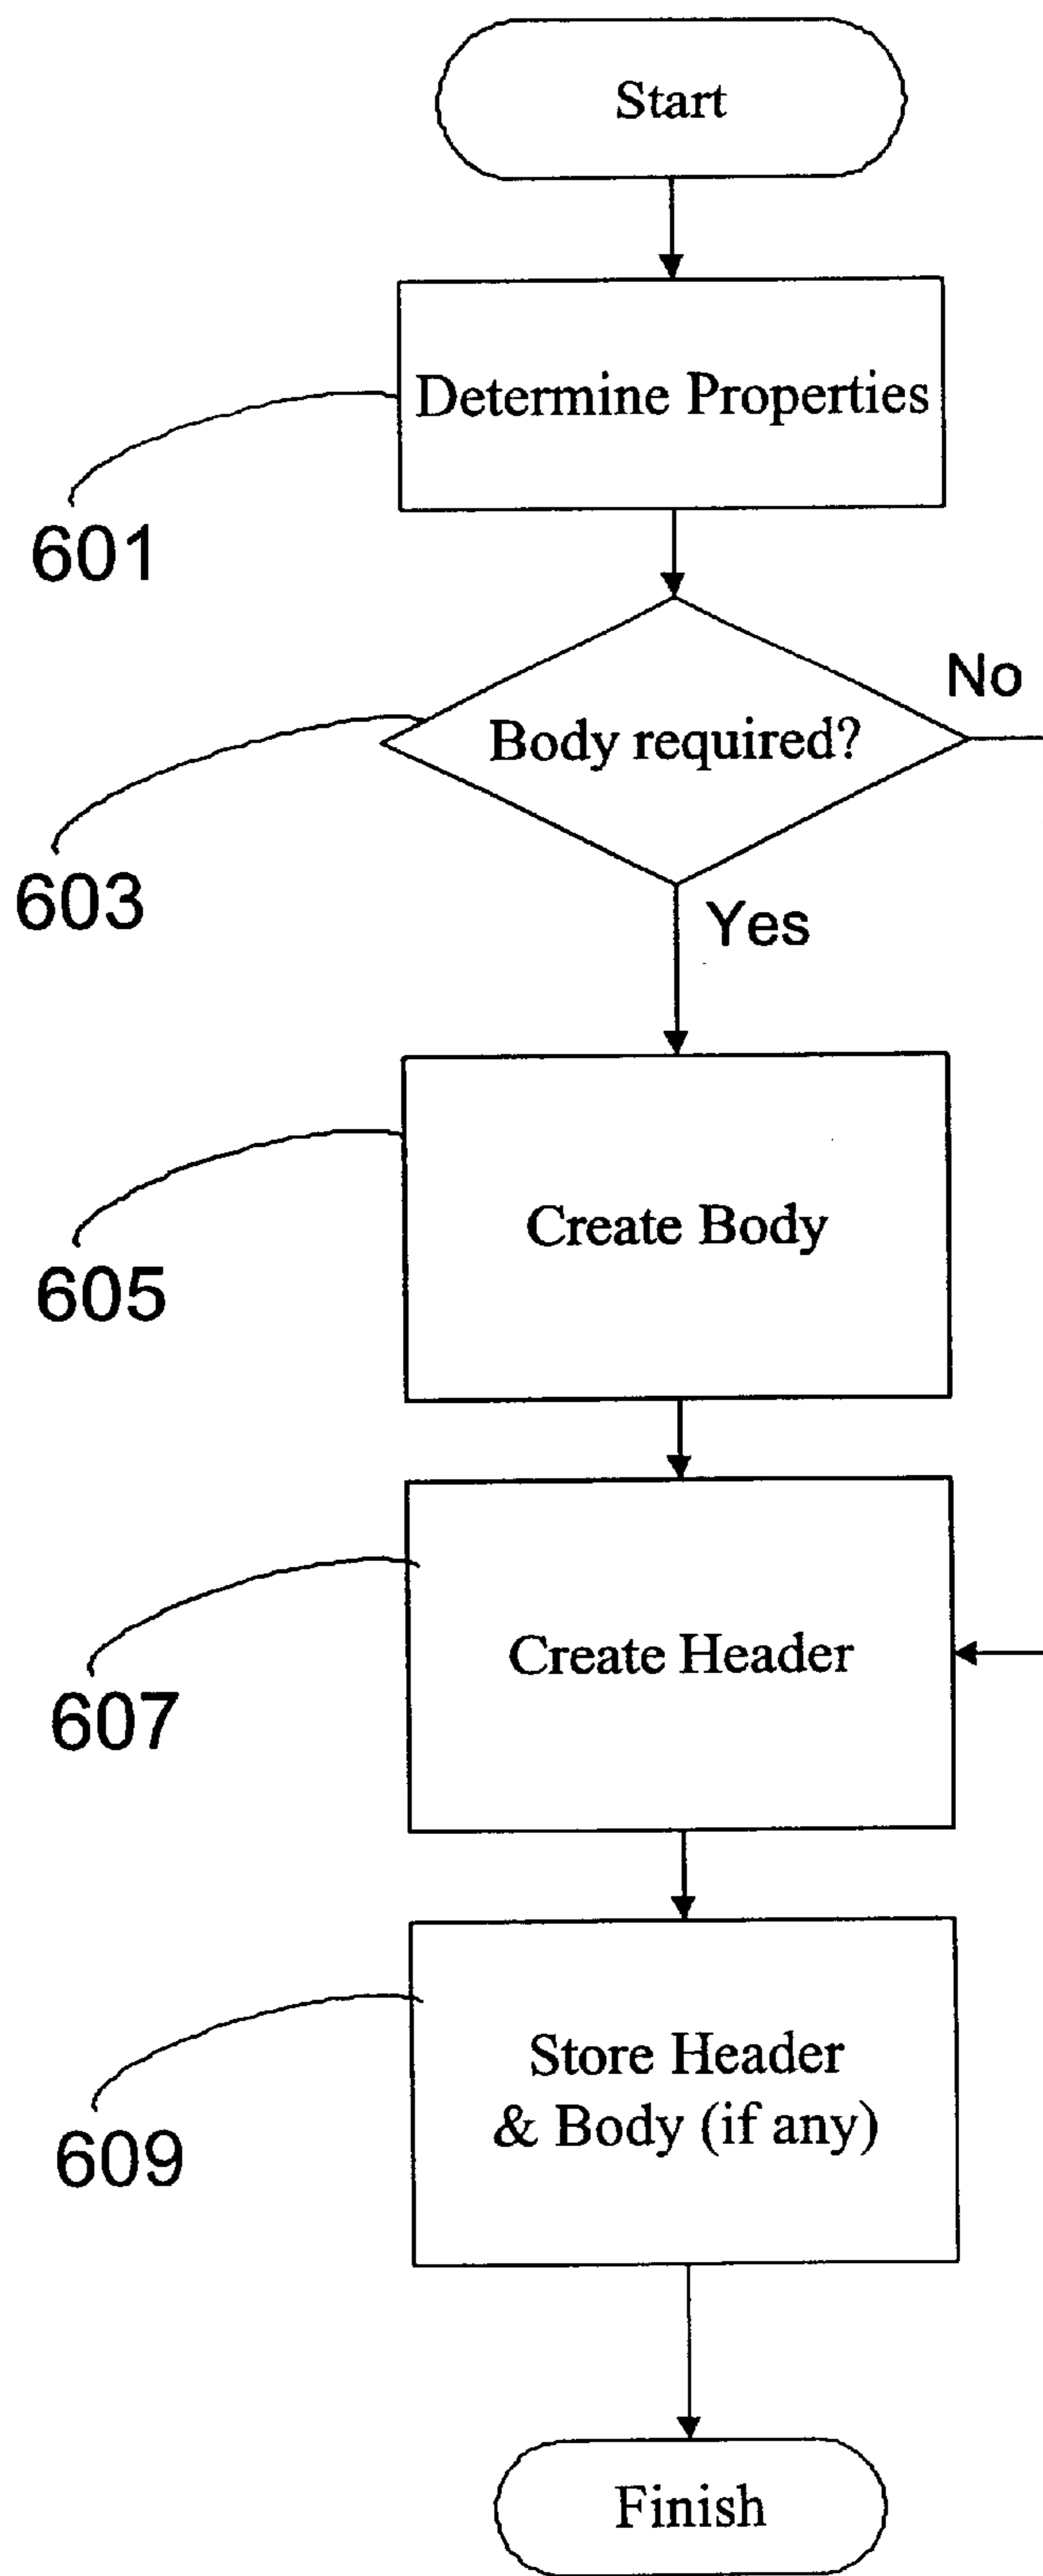 Start
Determine Properties
601
No
Body required?
603
Yes
Create Body
605
Create Header
607
Store Header
& Body (if any)
609
Finish